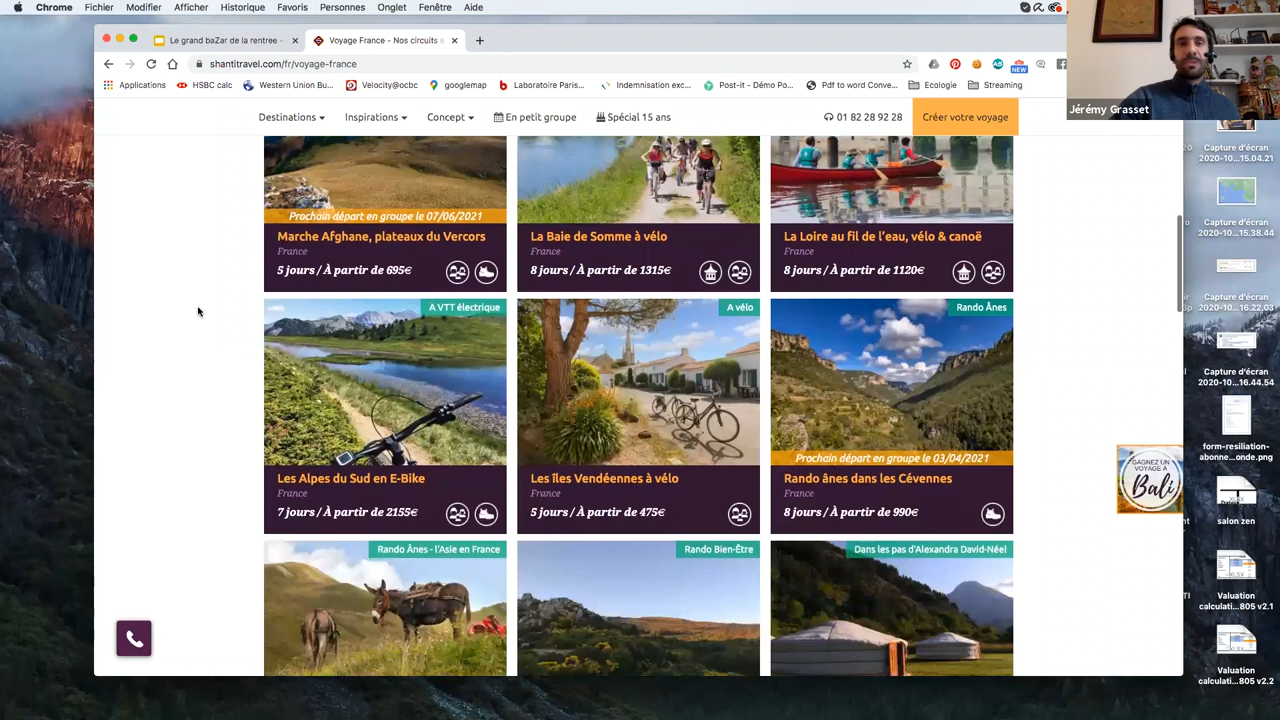 Chrome Fichier Modifier Afficher Historique Favoris Personnes Onglet Fenêtre Aide
Le grand baZar de la rentree -
Voyage France - Nos circuits
shantitravel.com/fr/voyage-france
Applications
HSBC calc
Western Union Bu...
Velocity@ocbc
googlemap
Laboratoire Paris...
Indemnisation exc...
Post-it - Démo Po...
Pdf to word Conve...
Ecologie
Streaming
NEW
Jérémy Grasset
Destinations
Inspirations
Concept
En petit groupe
Spécial 15 ans
01 82 28 92 28
Créer votre voyage
Prochain départ en groupe le 07/06/2021
Marche Afghane, plateaux du Vercors
France
5 jours / À partir de 695€
La Baie de Somme à vélo
France
8 jours / À partir de 1315€
La Loire au fil de l'eau, vélo & canoë
France
8 jours / À partir de 1120€
A VTT électrique
Les Alpes du Sud en E-Bike
France
7 jours / À partir de 2155€
A vélo
Les îles Vendéennes à vélo
France
5 jours / À partir de 475€
Rando Ânes
Prochain départ en groupe le 03/04/2021
Rando ânes dans les Cévennes
France
8 jours / À partir de 990€
Rando Ânes - l'Asie en France
Rando Bien-Être
Dans les pas d'Alexandra David-Néel
GAGNEZ UN
VOYAGE À
Bali
Capture d'écran
2020-10...15.04.21
Capture d'écran
2020-10...15.38.44
Capture d'écran
2020-10...16.22.03
Capture d'écran
2020-10...16.44.54
form-resiliation-
abonne...onde.png
salon zen
XLSX
Valuation
calculati...805 v2.1
XLSX
Valuation
calculati...805 v2.2